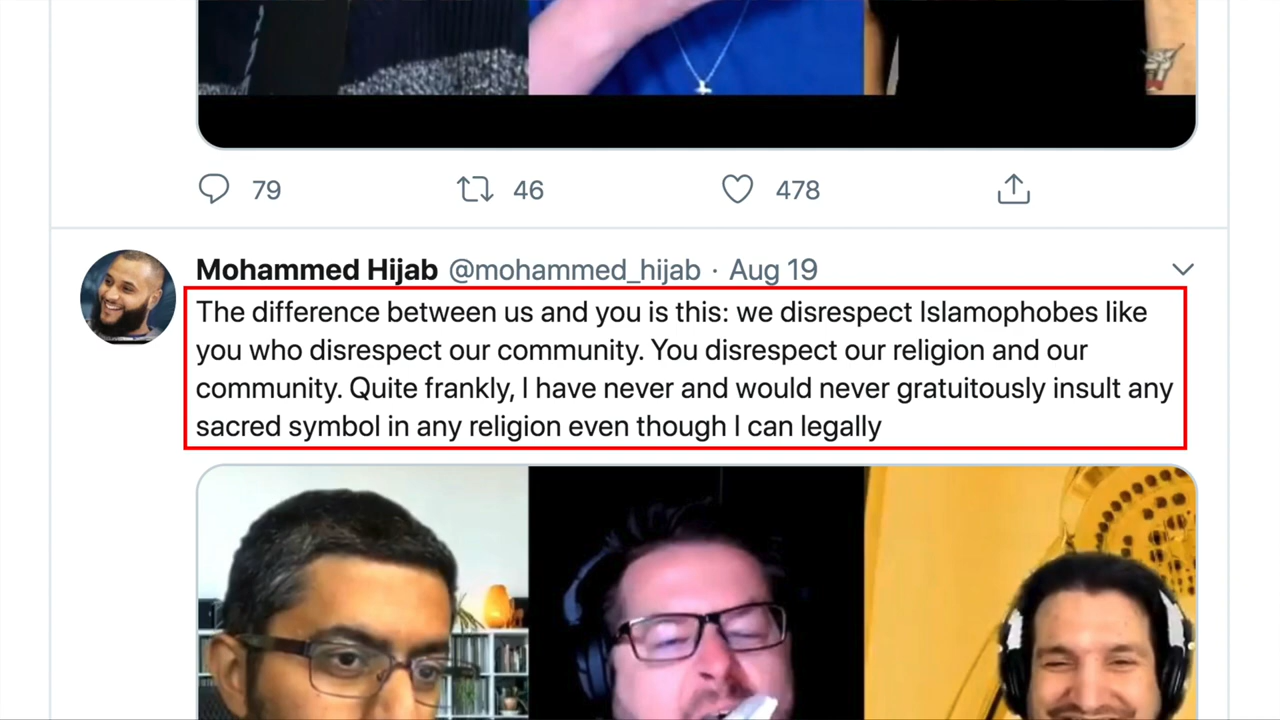 79 46 478
Mohammed Hijab @mohammed_hijab · Aug 19
The difference between us and you is this: we disrespect Islamophobes like
you who disrespect our community. You disrespect our religion and our
community. Quite frankly, I have never and would never gratuitously insult any
sacred symbol in any religion even though I can legally